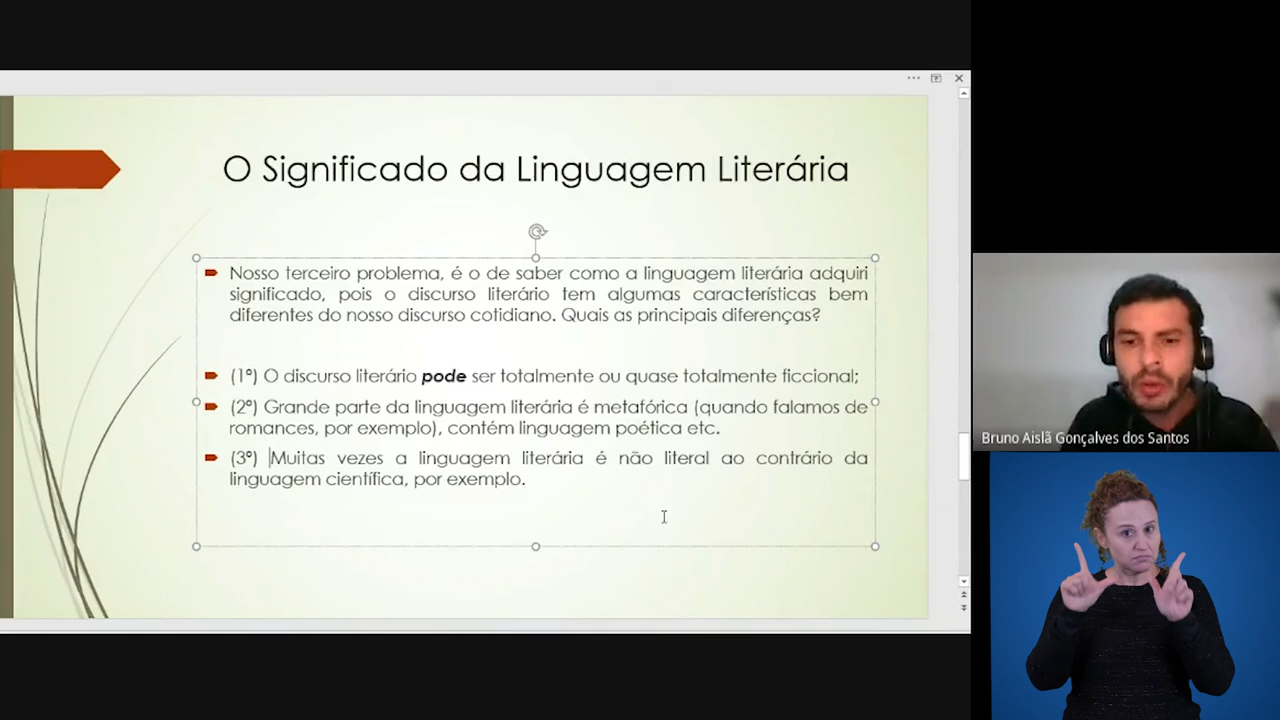 O Significado da Linguagem Literária
Nosso terceiro problema, é o de saber como a linguagem literária adquiri
significado, pois o discurso literário tem algumas características bem
diferentes do nosso discurso cotidiano. Quais as principais diferenças?
(1º) O discurso literário pode ser totalmente ou quase totalmente ficcional;
(2º) Grande parte da linguagem literária é metafórica (quando falamos de
romances, por exemplo), contém linguagem poética etc.
(3º) Muitas vezes a linguagem literária é não literal ao contrário da
linguagem científica, por exemplo.
Bruno Aislã Gonçalves dos Santos